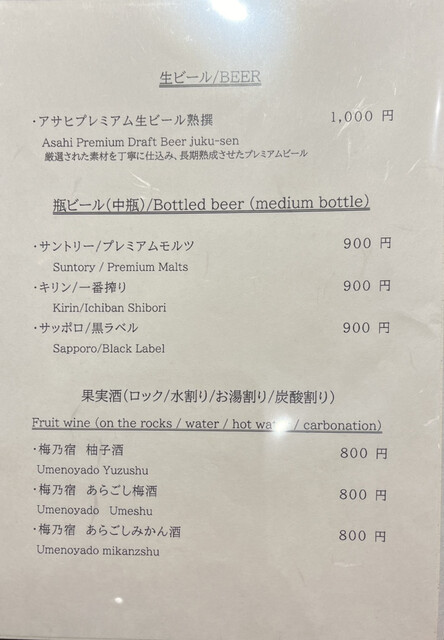 生ビール/BEER
・アサヒプレミアム生ビール熟撰 1,000 円
Asahi Premium Draft Beer juku-sen
厳選された素材を丁寧に仕込み、長期熟成させたプレミアムビール
瓶ビール(中瓶)/Bottled beer (medium bottle)
・サントリー/プレミアムモルツ 900 円
Suntory / Premium Malts
・キリン/一番搾り 900 円
Kirin/Ichiban Shibori
・サッポロ/黒ラベル 900 円
Sapporo/Black Label
果実酒(ロック/水割り/お湯割り/炭酸割り)
Fruit wine (on the rocks / water / hot / carbonation)
・梅乃宿 柚子酒 800 円
Umenoyado Yuzushu
・梅乃宿 あらごし梅酒 800 円
Umenoyado Umeshu
・梅乃宿 あらごしみかん酒 800 円
Umenoyado mikanzshu